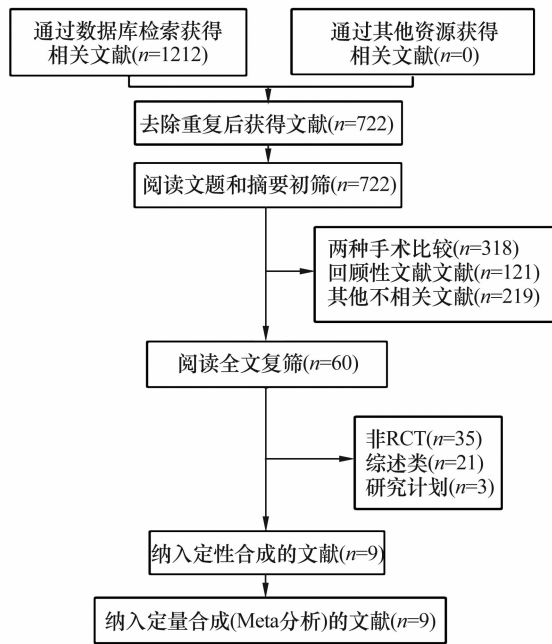 通过数据库检索获得
相关文献(n=1212)
通过其他资源获得
相关文献(n=0)
去除重复后获得文献(n=722)
阅读文题和摘要初筛(n=722)
两种手术比较(n=318)
回顾性文献文献(n=121)
其他不相关文献(n=219)
阅读全文复筛(n=60)
非RCT(n=35)
综述类(n=21)
研究计划(n=3)
纳入定性合成的文献(n=9)
纳入定量合成(Meta分析)的文献(n=9)